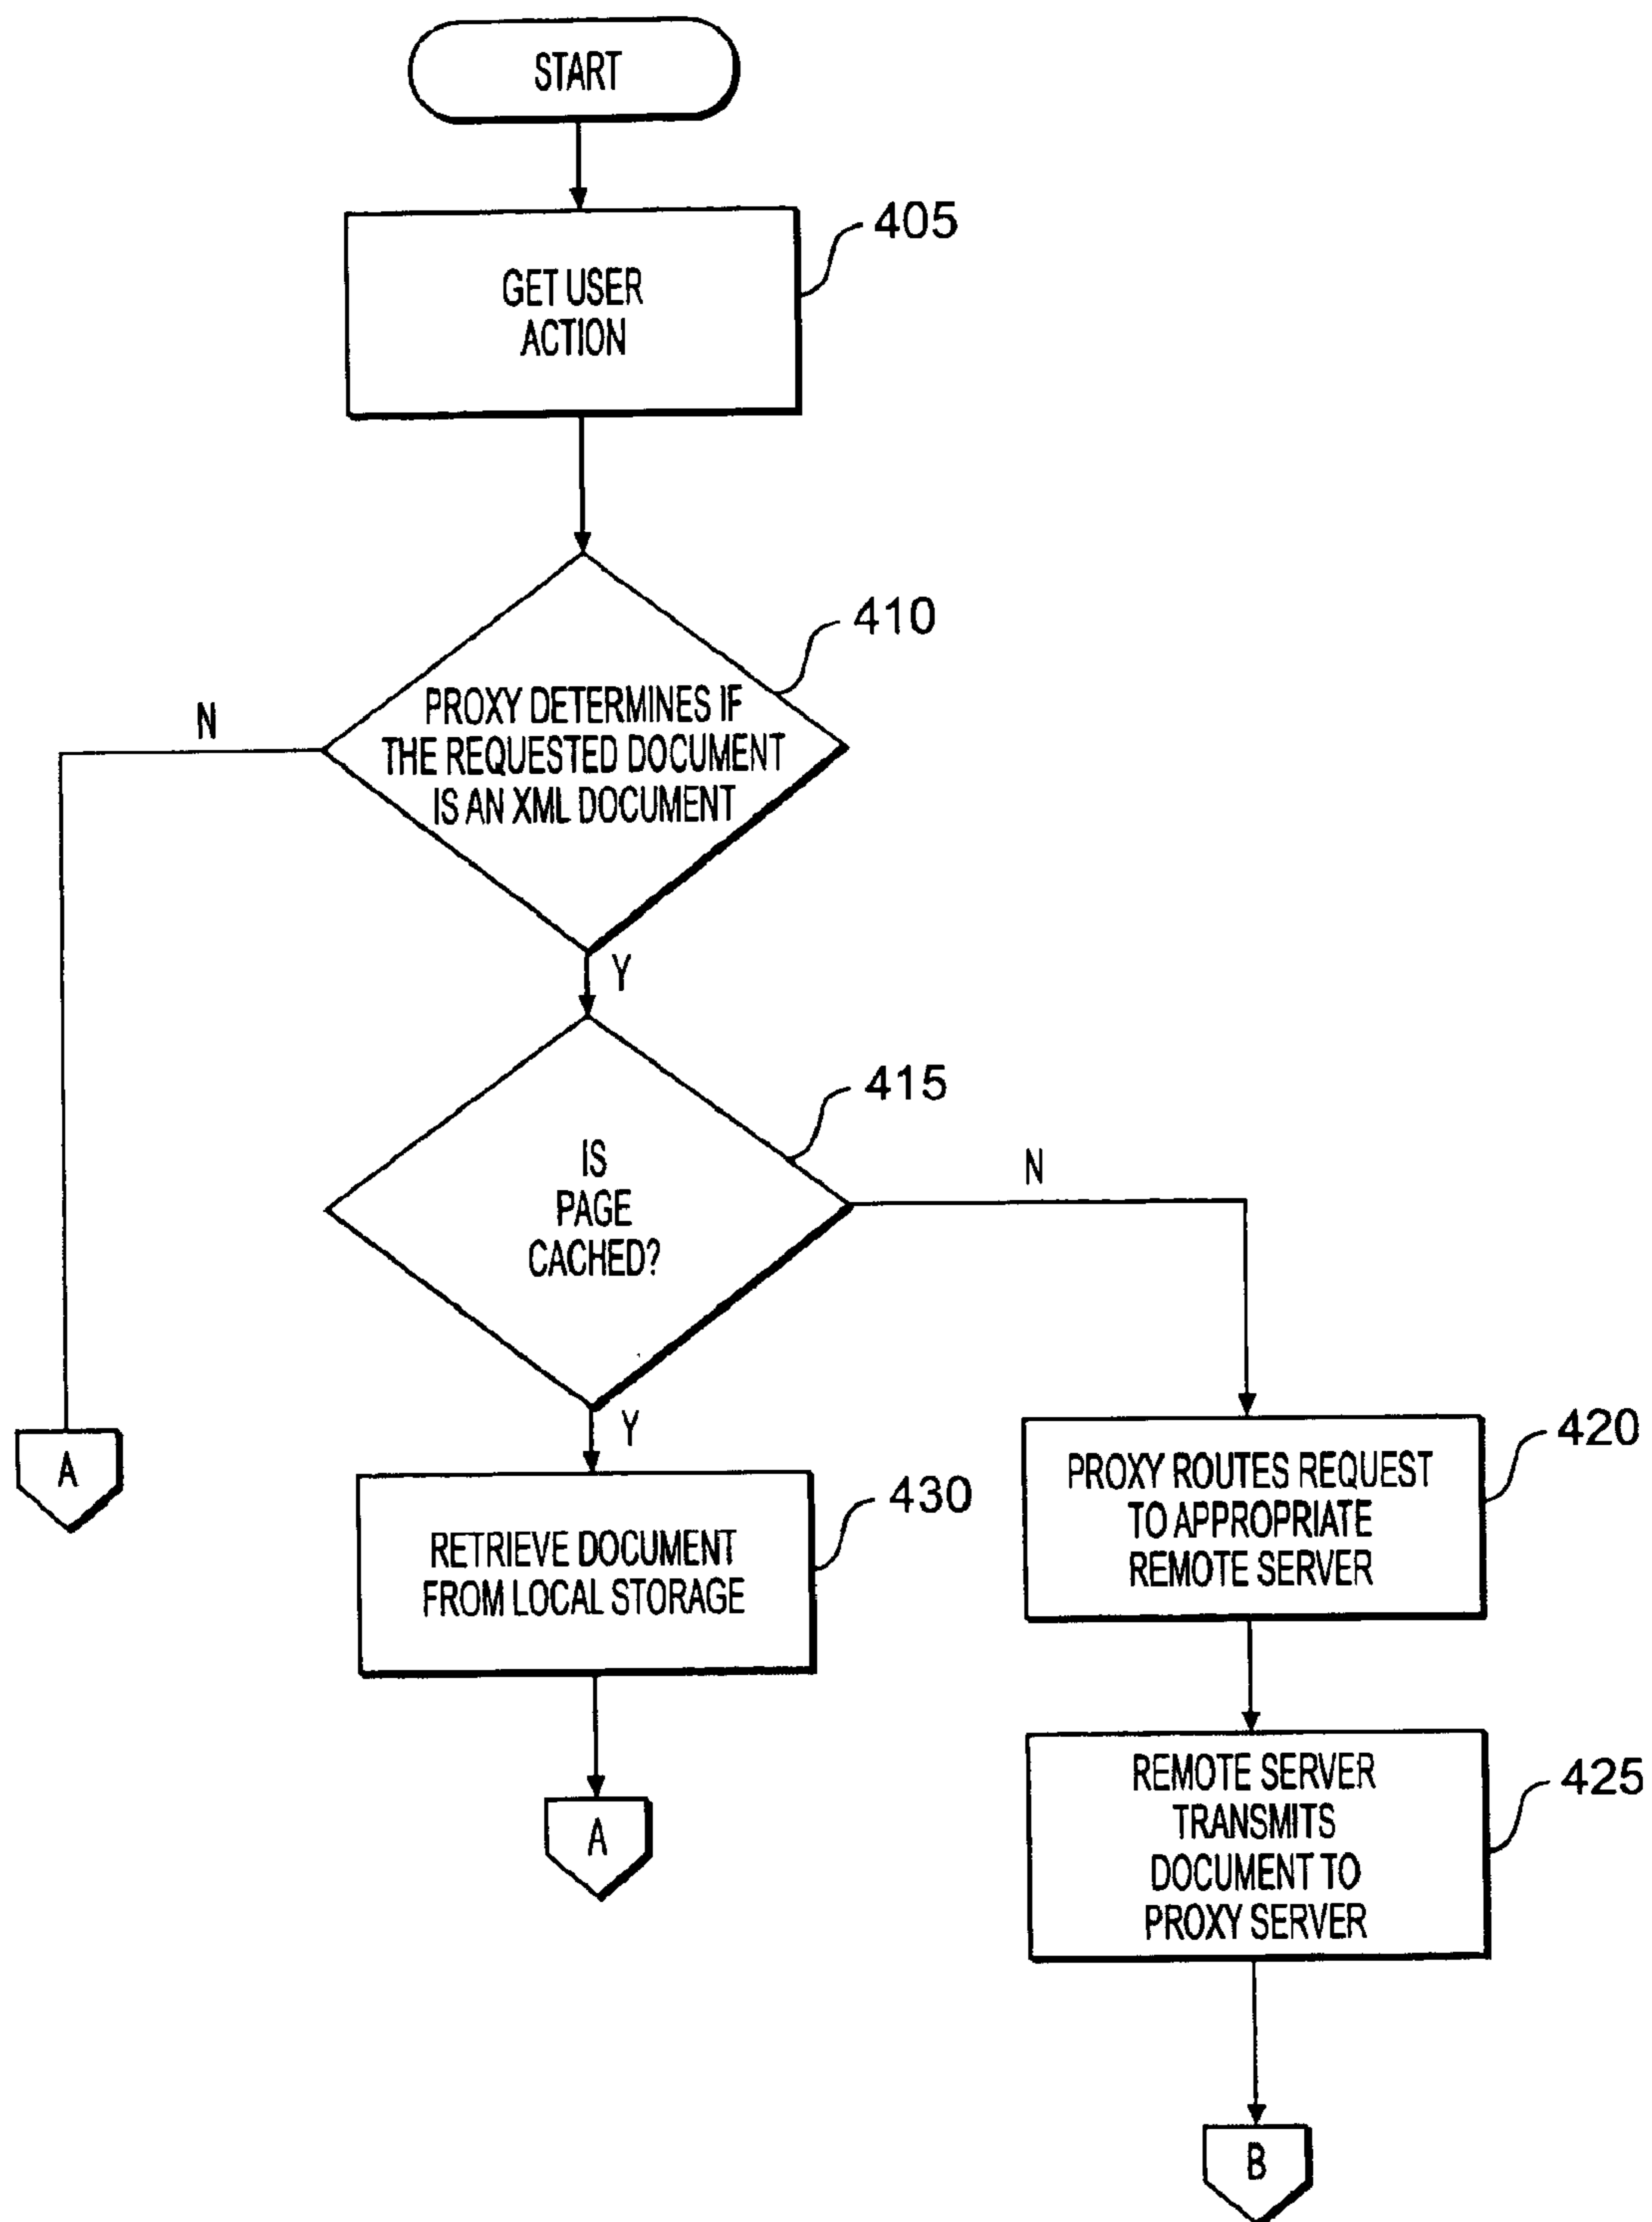 START
405
GET USER
ACTION
410
PROXY DETERMINES IF
THE REQUESTED DOCUMENT
IS AN XML DOCUMENT
N
Y
415
IS
PAGE
CACHED?
N
Y
A
430
RETRIEVE DOCUMENT
FROM LOCAL STORAGE
A
420
PROXY ROUTES REQUEST
TO APPROPRIATE
REMOTE SERVER
425
REMOTE SERVER
TRANSMITS
DOCUMENT TO
PROXY SERVER
B